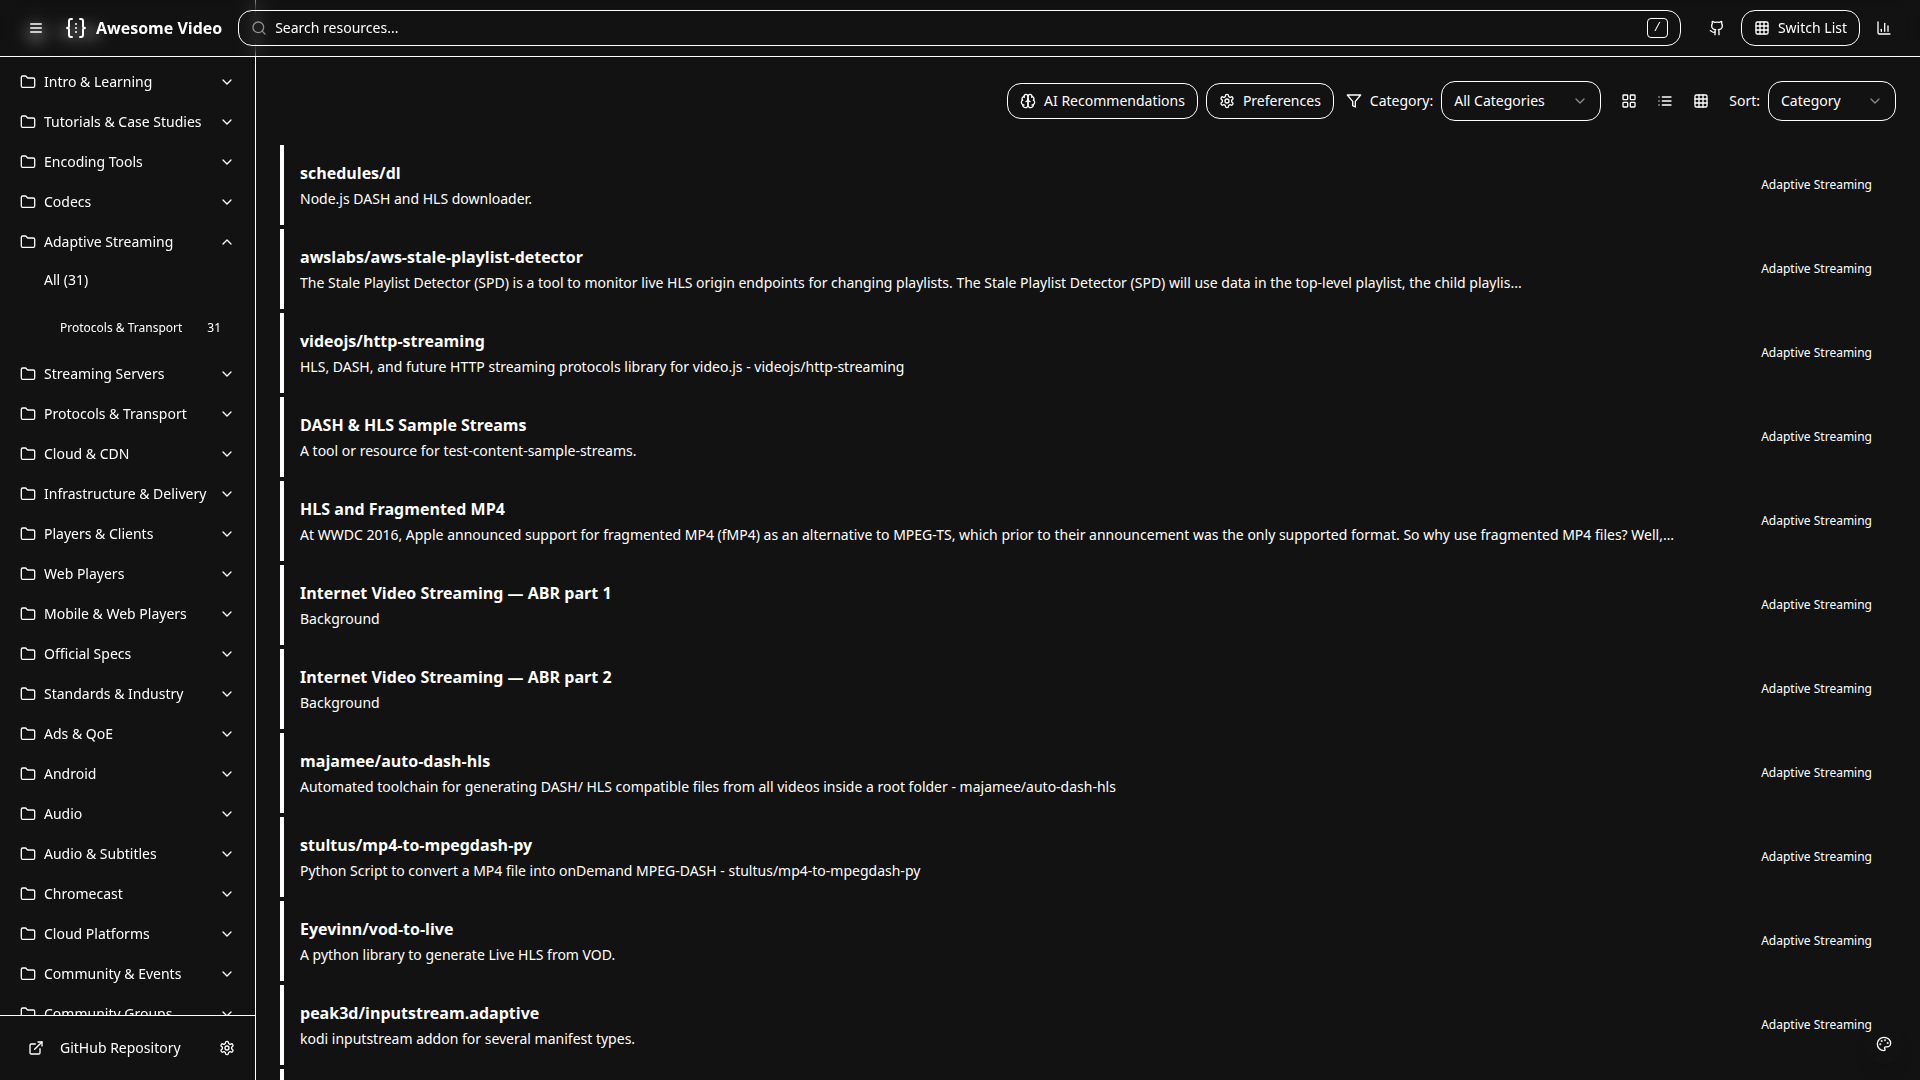 Awesome Video
Search resources...
/
Switch List
Intro & Learning
Tutorials & Case Studies
Encoding Tools
Codecs
Adaptive Streaming
All (31)
Protocols & Transport 31
Streaming Servers
Protocols & Transport
Cloud & CDN
Infrastructure & Delivery
Players & Clients
Web Players
Mobile & Web Players
Official Specs
Standards & Industry
Ads & QoE
Android
Audio
Audio & Subtitles
Chromecast
Cloud Platforms
Community & Events
Community Groups
GitHub Repository
AI Recommendations
Preferences
Category:
All Categories
Sort:
Category
schedules/dl
Node.js DASH and HLS downloader.
Adaptive Streaming
awslabs/aws-stale-playlist-detector
The Stale Playlist Detector (SPD) is a tool to monitor live HLS origin endpoints for changing playlists. The Stale Playlist Detector (SPD) will use data in the top-level playlist, the child playlis...
Adaptive Streaming
videojs/http-streaming
HLS, DASH, and future HTTP streaming protocols library for video.js - videojs/http-streaming
Adaptive Streaming
DASH & HLS Sample Streams
A tool or resource for test-content-sample-streams.
Adaptive Streaming
HLS and Fragmented MP4
At WWDC 2016, Apple announced support for fragmented MP4 (fMP4) as an alternative to MPEG-TS, which prior to their announcement was the only supported format. So why use fragmented MP4 files? Well,...
Adaptive Streaming
Internet Video Streaming — ABR part 1
Background
Adaptive Streaming
Internet Video Streaming — ABR part 2
Background
Adaptive Streaming
majamee/auto-dash-hls
Automated toolchain for generating DASH/ HLS compatible files from all videos inside a root folder - majamee/auto-dash-hls
Adaptive Streaming
stultus/mp4-to-mpegdash-py
Python Script to convert a MP4 file into onDemand MPEG-DASH - stultus/mp4-to-mpegdash-py
Adaptive Streaming
Eyevinn/vod-to-live
A python library to generate Live HLS from VOD.
Adaptive Streaming
peak3d/inputstream.adaptive
kodi inputstream addon for several manifest types.
Adaptive Streaming